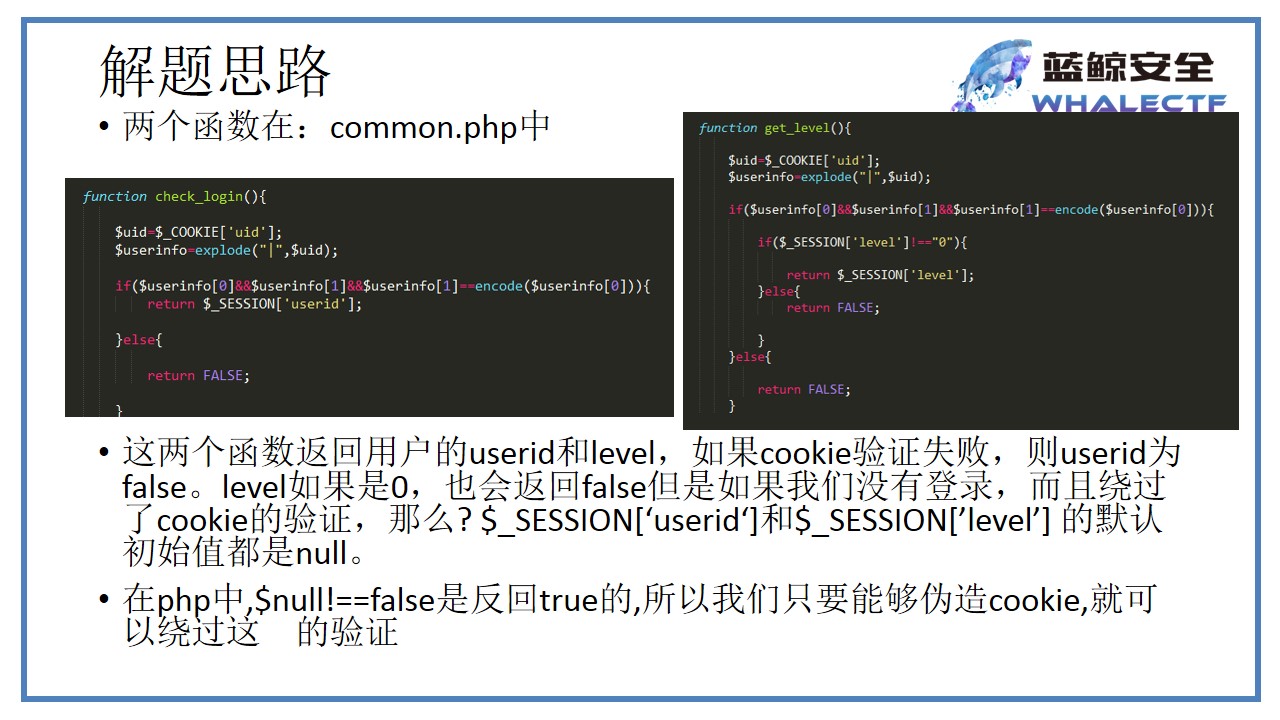 解题思路
蓝鲸安全
WHALECTF
• 两个函数在：common.php中
function check_login(){
$uid=$_COOKIE['uid'];
$userinfo=explode("|",$uid);
if($userinfo[0]&&$userinfo[1]&&$userinfo[1]==encode($userinfo[0])){
return $_SESSION['userid'];
}else{
return FALSE;
}
function get_level(){
$uid=$_COOKIE['uid'];
$userinfo=explode("|",$uid);
if($userinfo[0]&&$userinfo[1]&&$userinfo[1]==encode($userinfo[0])){
if($_SESSION['level']!=="0"){
return $_SESSION['level'];
}else{
return FALSE;
}
}else{
return FALSE;
}
• 这两个函数返回用户的userid和level，如果cookie验证失败，则userid为
false。level如果是0，也会返回false但是如果我们没有登录，而且绕过
了cookie的验证，那么? $_SESSION[‘userid‘]和$_SESSION[’level’] 的默认
初始值都是null。
• 在php中,$null!==false是反回true的,所以我们只要能够伪造cookie,就可
以绕过这 的验证